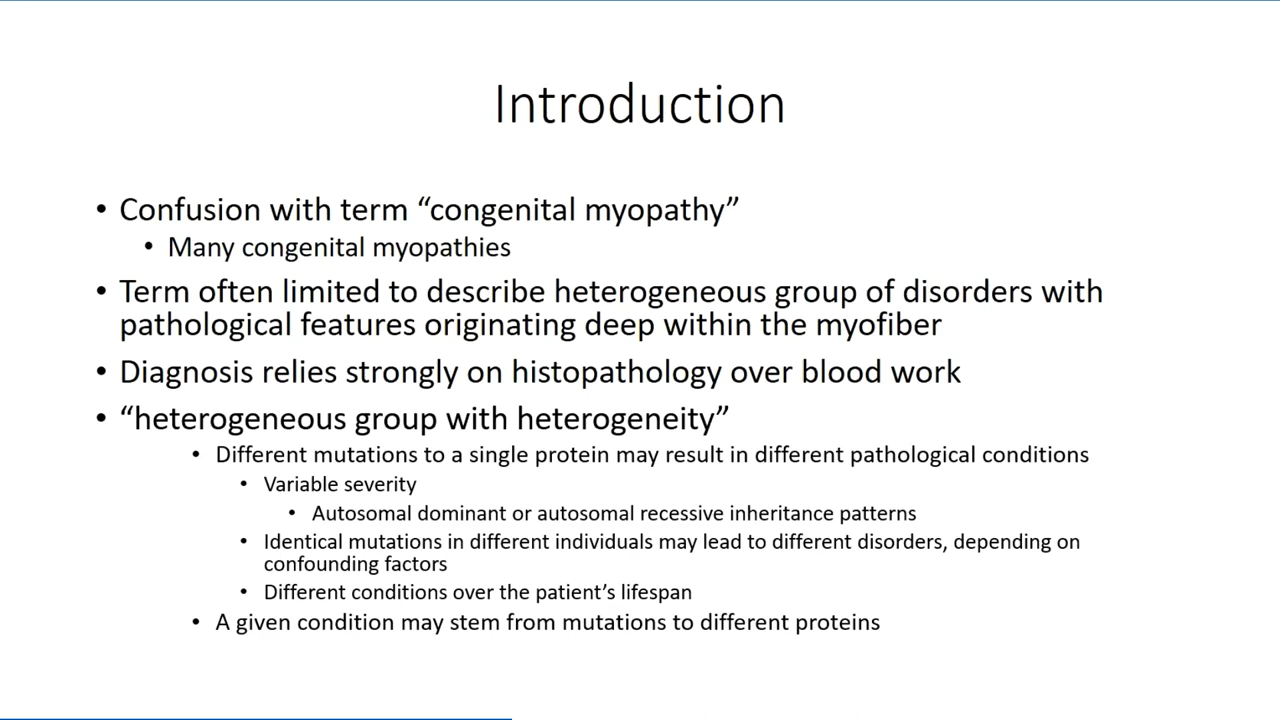 Introduction
• Confusion with term “congenital myopathy”
• Many congenital myopathies
• Term often limited to describe heterogeneous group of disorders with
pathological features originating deep within the myofiber
• Diagnosis relies strongly on histopathology over blood work
• “heterogeneous group with heterogeneity”
• Different mutations to a single protein may result in different pathological conditions
• Variable severity
• Autosomal dominant or autosomal recessive inheritance patterns
• Identical mutations in different individuals may lead to different disorders, depending on
confounding factors
• Different conditions over the patient’s lifespan
• A given condition may stem from mutations to different proteins